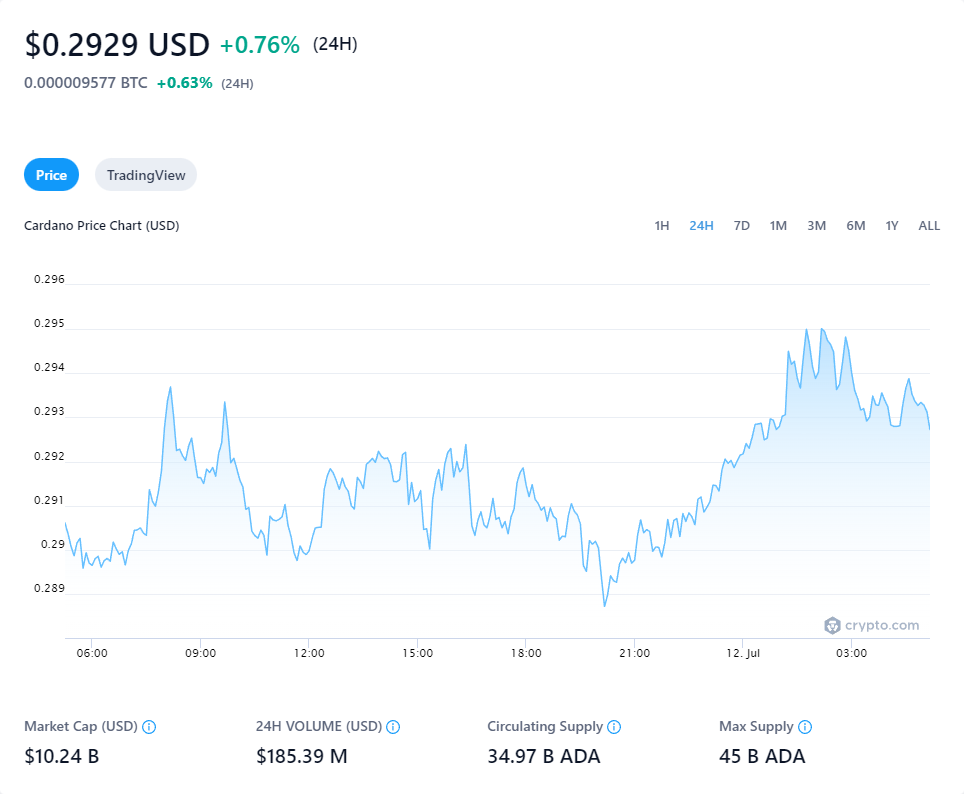 $0.2929 USD +0.76% (24H)
0.000009577 BTC +0.63% (24H)
Price TradingView
Cardano Price Chart (USD) 1H 24H 7D 1M 3M 6M 1Y ALL
0.296
0.295
0.294
0.293
0.292
0.291
0.29
0.289
crypto.com
06:00 09:00 12:00 15:00 18:00 21:00 12. Jul 03:00
Market Cap (USD) 24H VOLUME (USD) Circulating Supply Max Supply
$10.24 B $185.39 M 34.97 B ADA 45 B ADA